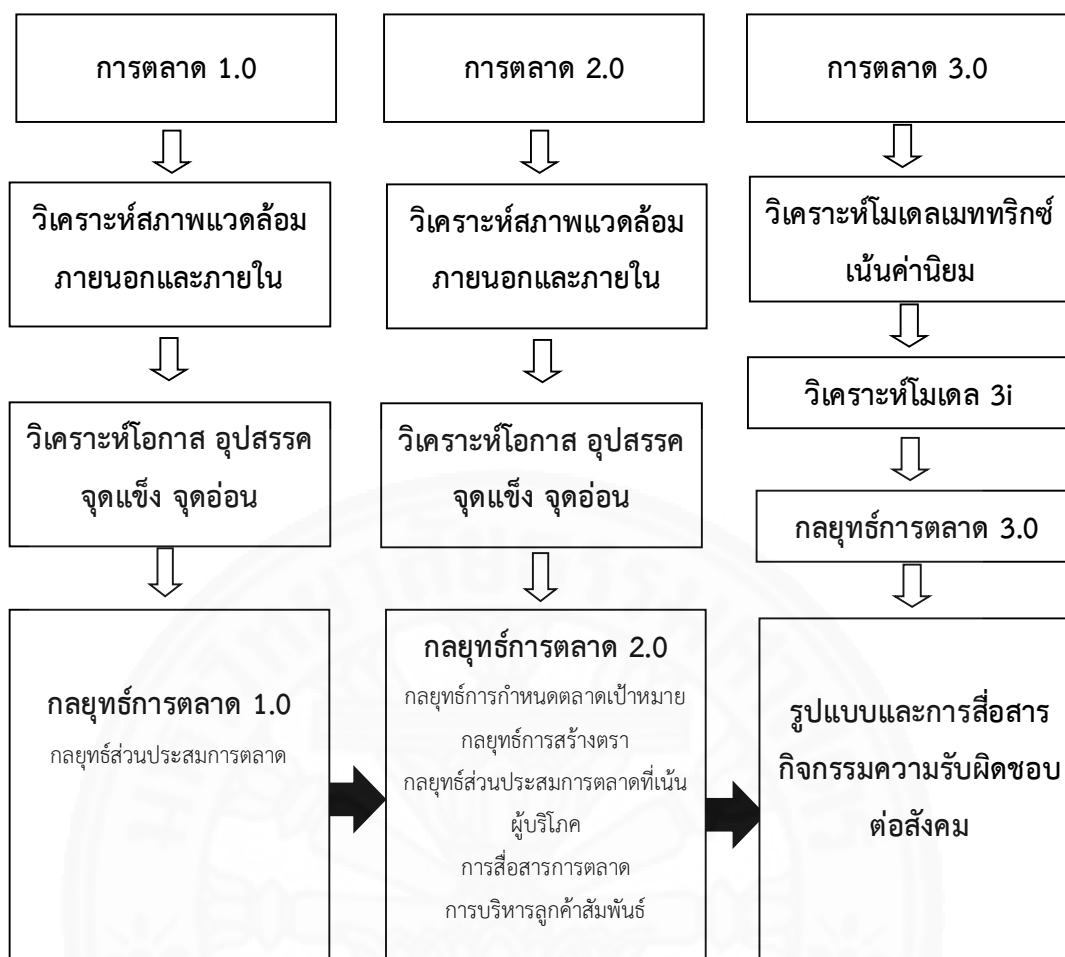 การตลาด 1.0
วิเคราะห์สภาพแวดล้อม
ภายนอกและภายใน
วิเคราะห์โอกาส อุปสรรค
จุดแข็ง จุดอ่อน
กลยุทธ์การตลาด 1.0
กลยุทธ์ส่วนประสมการตลาด
การตลาด 2.0
วิเคราะห์สภาพแวดล้อม
ภายนอกและภายใน
วิเคราะห์โอกาส อุปสรรค
จุดแข็ง จุดอ่อน
กลยุทธ์การตลาด 2.0
กลยุทธ์การกำหนดตลาดเป้าหมาย
กลยุทธ์การสร้างตรา
กลยุทธ์ส่วนประสมการตลาดที่เน้น
ผู้บริโภค
การสื่อสารการตลาด
การบริหารลูกค้าสัมพันธ์
การตลาด 3.0
วิเคราะห์โมเดลเมททริกซ์
เน้นค่านิยม
วิเคราะห์โมเดล 3i
กลยุทธ์การตลาด 3.0
รูปแบบและการสื่อสาร
กิจกรรมความรับผิดชอบ
ต่อสังคม